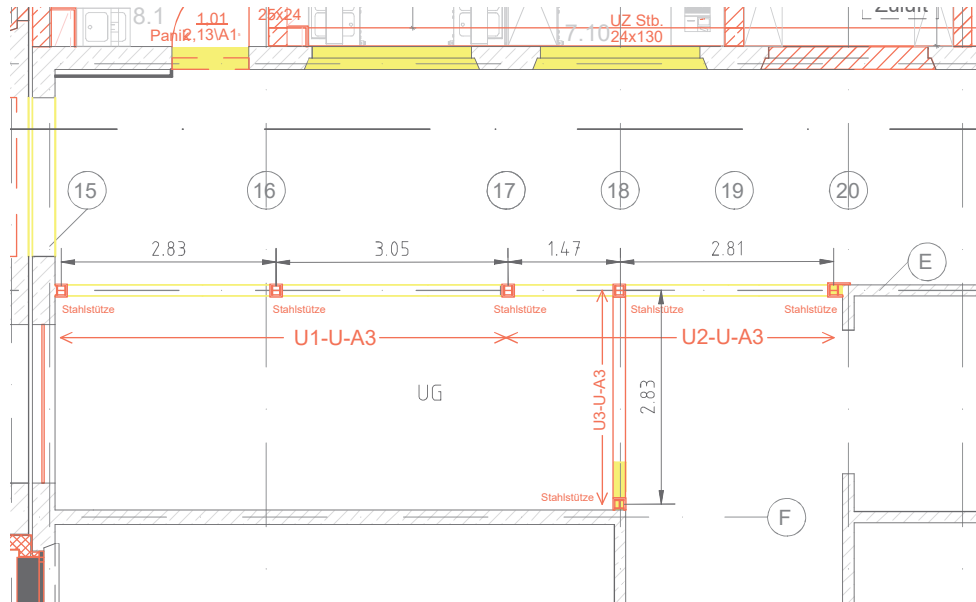 8.1
1,01
Panik 2,13\A1
25x24
7.10
UZ Stb.
24x130
Zuluft
15
16
17
18
19
20
2.83
3.05
1.47
2.81
E
Stahlstütze
Stahlstütze
Stahlstütze
Stahlstütze
Stahlstütze
U1-U-A3
U2-U-A3
UG
U3-U-A3
2.83
Stahlstütze
F